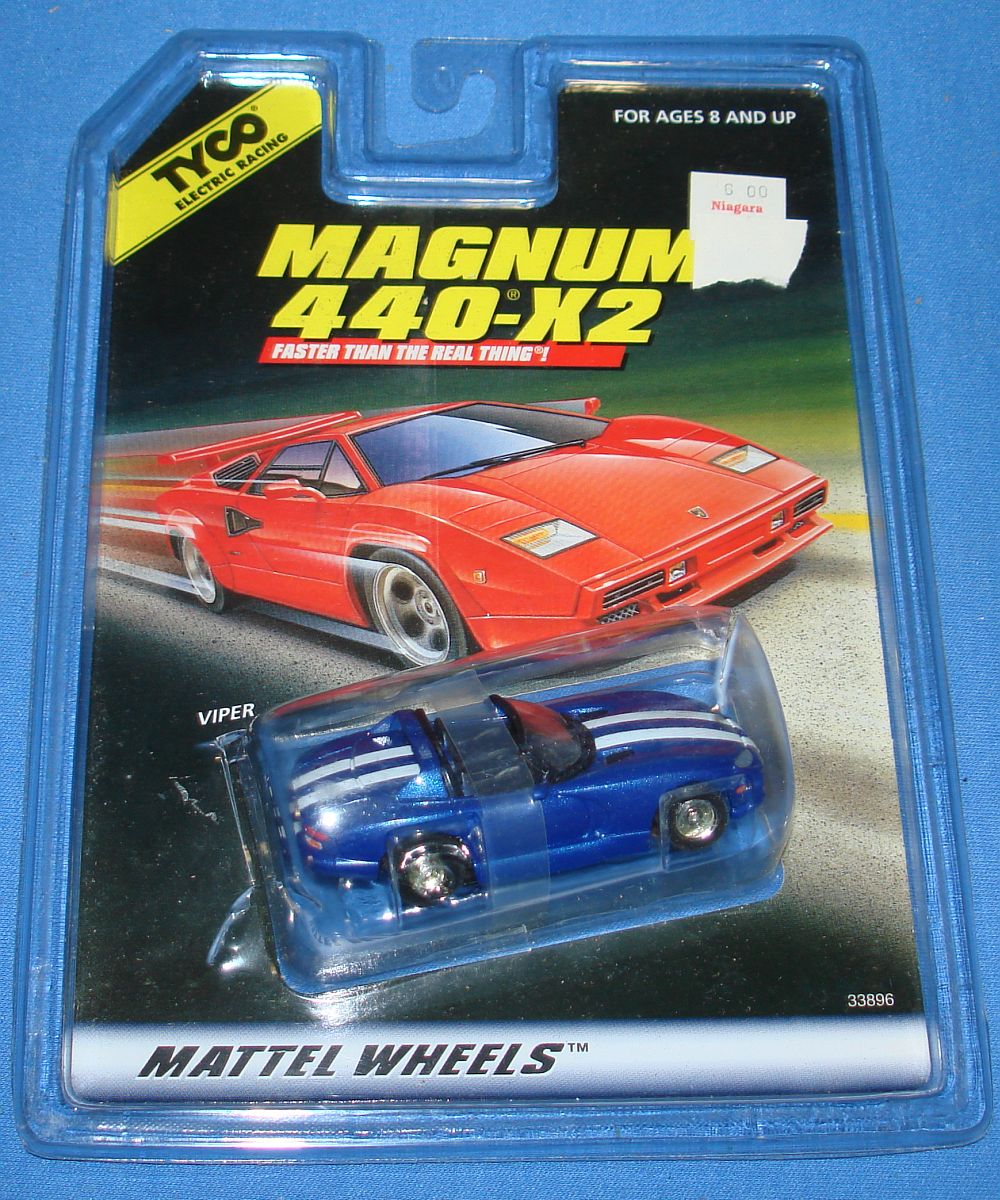 TYCO®
ELECTRIC RACING
FOR AGES 8 AND UP
6 00
Niagara
MAGNUM
440®-X2
FASTER THAN THE REAL THING®!
VIPER
33896
MATTEL WHEELS™